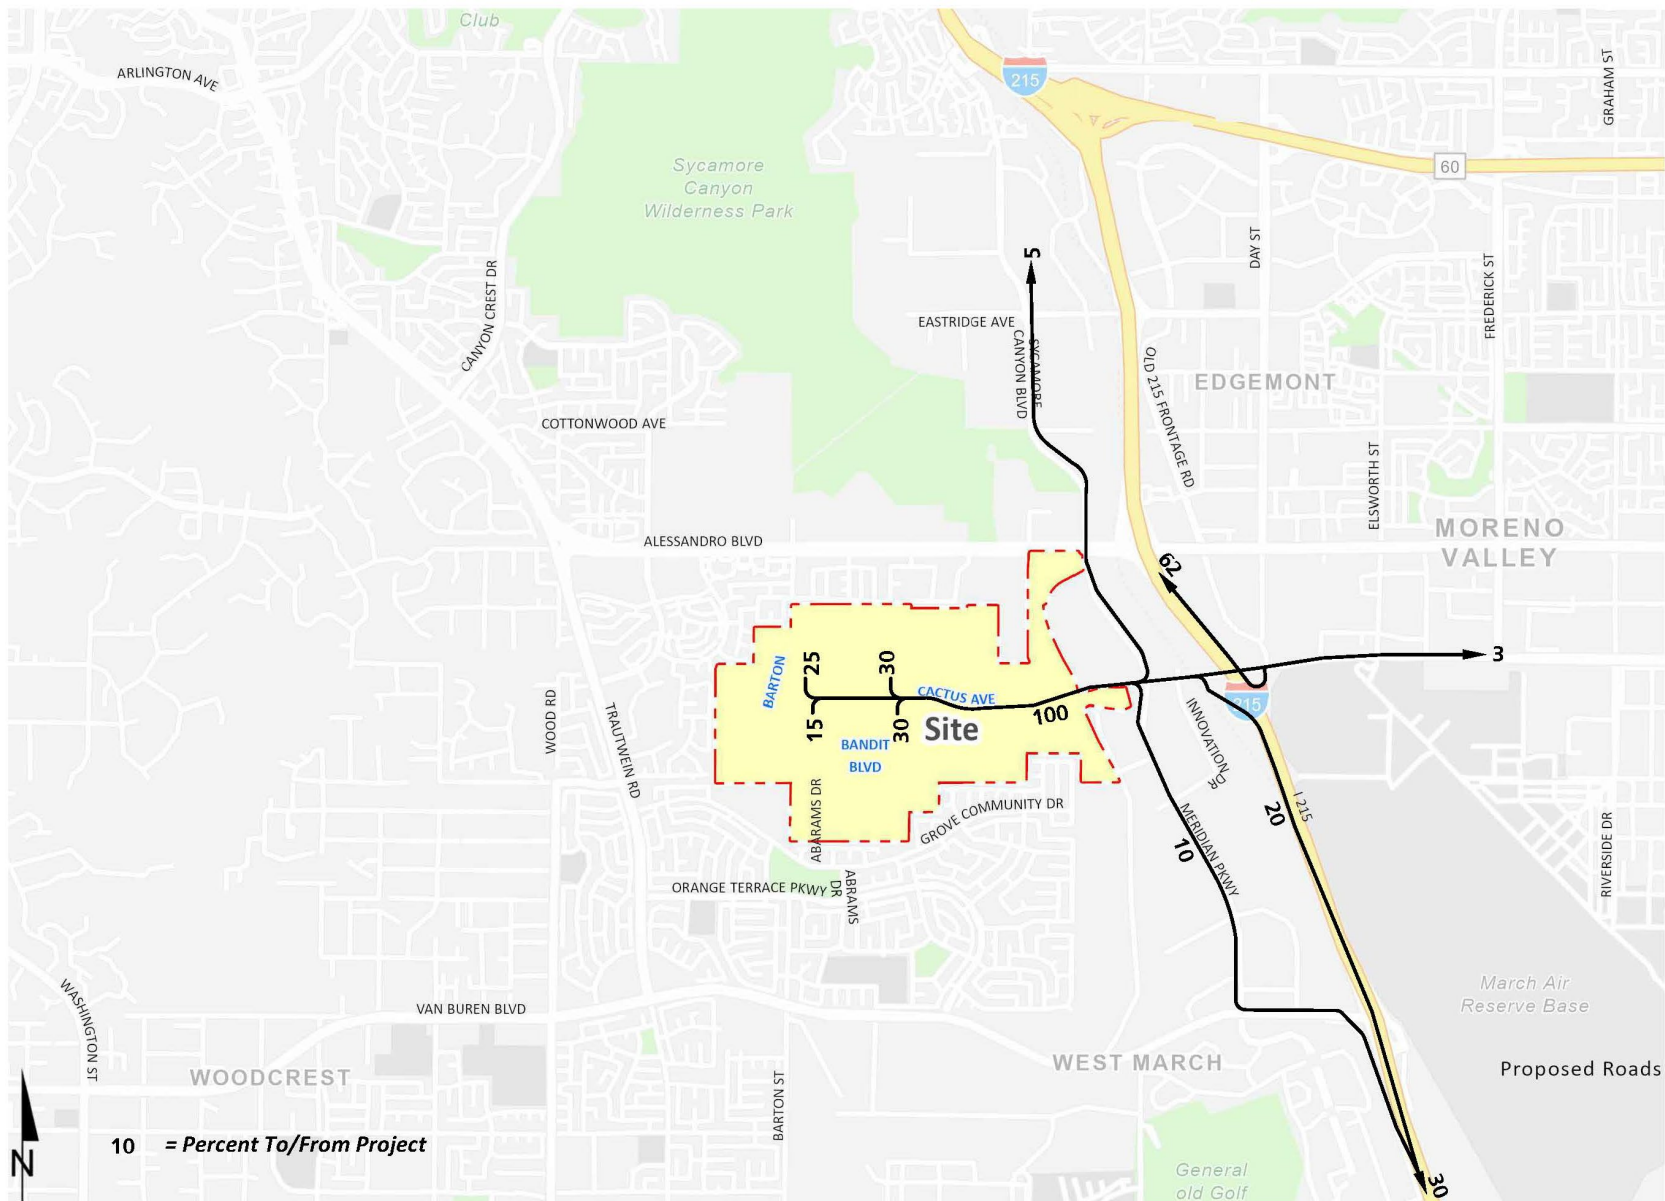 Club
ARLINGTON AVE
215
GRAHAM ST
60
Sycamore
Canyon
Wilderness Park
DAY ST
5
FREDERICK ST
CANYON CREST DR
EASTRIDGE AVE
SYCAMORE
CANYON BLVD
OLD 215 FRONTAGE RD
EDGEMONT
COTTONWOOD AVE
ELSWORTH ST
MORENO
VALLEY
ALESSANDRO BLVD
62
3
25
30
BARTON
CACTUS AVE
15
30
Site
100
215
WOOD RD
TRAUTWEIN RD
BANDIT
BLVD
INNOVATION
DR
I 215
20
ABARAMS DR
GROVE COMMUNITY DR
MERIDIAN PKWY
10
RIVERSIDE DR
ORANGE TERRACE PKWY
ABRAMS
DR
WASHINGTON ST
VAN BUREN BLVD
March Air
Reserve Base
WOODCREST
WEST MARCH
Proposed Roads
BARTON ST
N
10 = Percent To/From Project
General
old Golf
30